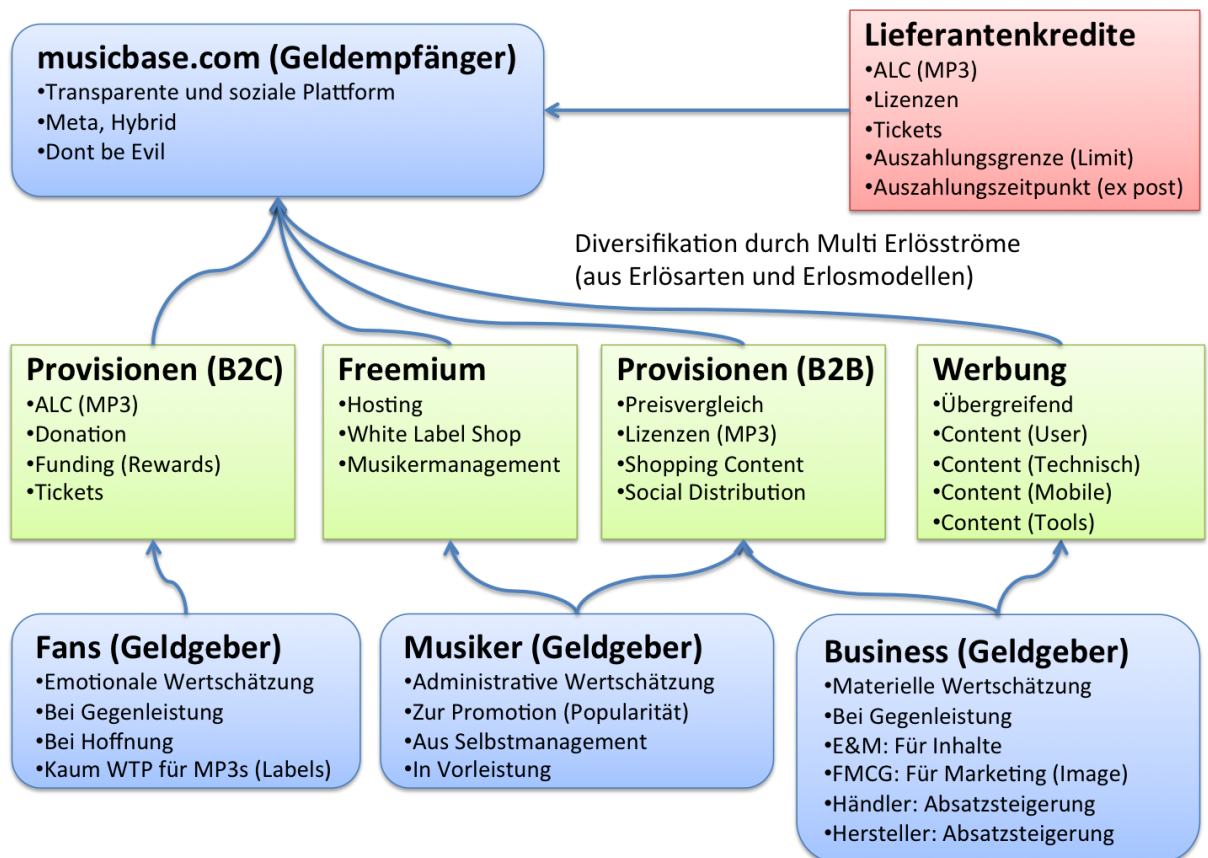 musicbase.com (Geldempfänger)
•Transparente und soziale Plattform
•Meta, Hybrid
•Dont be Evil
Lieferantenkredite
•ALC (MP3)
•Lizenzen
•Tickets
•Auszahlungsgrenze (Limit)
•Auszahlungszeitpunkt (ex post)
Diversifikation durch Multi Erlösströme
(aus Erlösarten und Erlosmodellen)
Provisionen (B2C)
•ALC (MP3)
•Donation
•Funding (Rewards)
•Tickets
Freemium
•Hosting
•White Label Shop
•Musikermanagement
Provisionen (B2B)
•Preisvergleich
•Lizenzen (MP3)
•Shopping Content
•Social Distribution
Werbung
•Übergreifend
•Content (User)
•Content (Technisch)
•Content (Mobile)
•Content (Tools)
Fans (Geldgeber)
•Emotionale Wertschätzung
•Bei Gegenleistung
•Bei Hoffnung
•Kaum WTP für MP3s (Labels)
Musiker (Geldgeber)
•Administrative Wertschätzung
•Zur Promotion (Popularität)
•Aus Selbstmanagement
•In Vorleistung
Business (Geldgeber)
•Materielle Wertschätzung
•Bei Gegenleistung
•E&M: Für Inhalte
•FMCG: Für Marketing (Image)
•Händler: Absatzsteigerung
•Hersteller: Absatzsteigerung